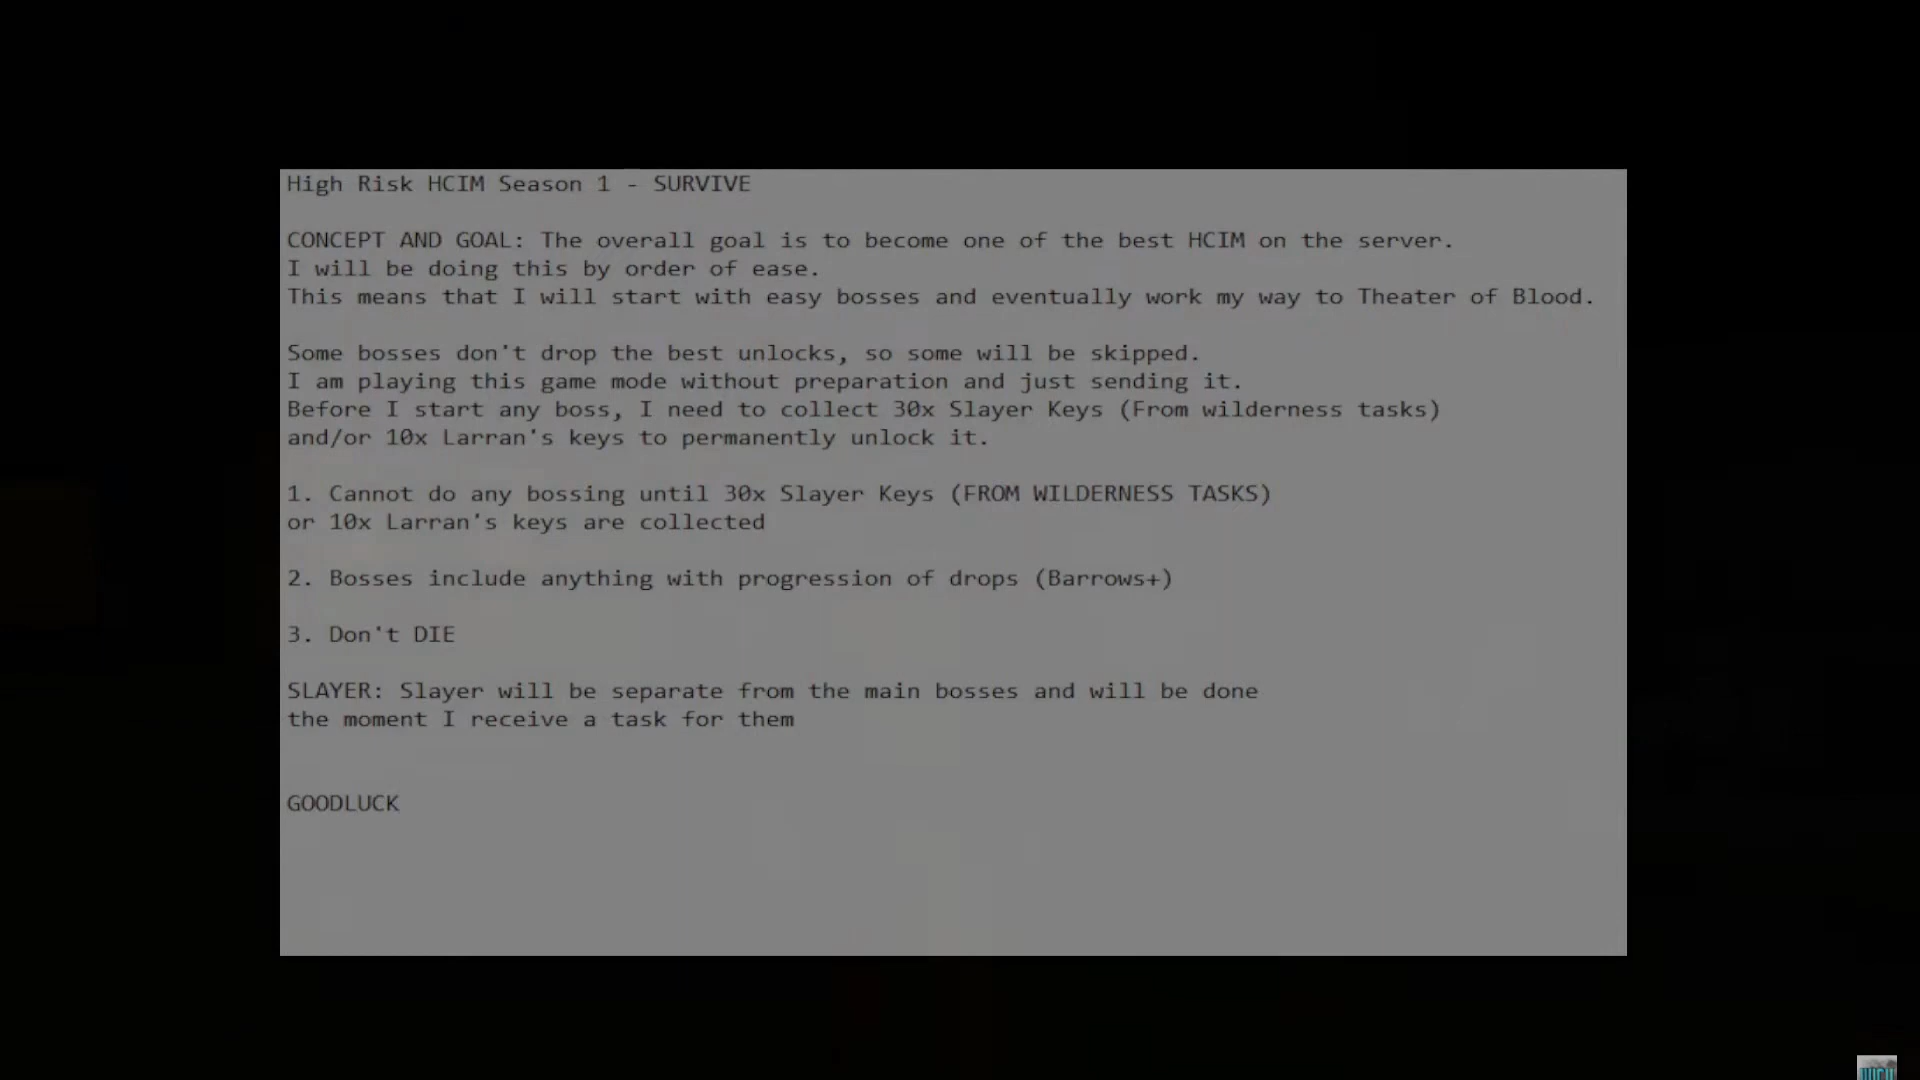 High Risk HCIM Season 1 - SURVIVE
CONCEPT AND GOAL: The overall goal is to become one of the best HCIM on the server.
I will be doing this by order of ease.
This means that I will start with easy bosses and eventually work my way to Theater of Blood.
Some bosses don't drop the best unlocks, so some will be skipped.
I am playing this game mode without preparation and just sending it.
Before I start any boss, I need to collect 30x Slayer Keys (From wilderness tasks)
and/or 10x Larran's keys to permanently unlock it.
1. Cannot do any bossing until 30x Slayer Keys (FROM WILDERNESS TASKS)
or 10x Larran's keys are collected
2. Bosses include anything with progression of drops (Barrows+)
3. Don't DIE
SLAYER: Slayer will be separate from the main bosses and will be done
the moment I receive a task for them
GOODLUCK